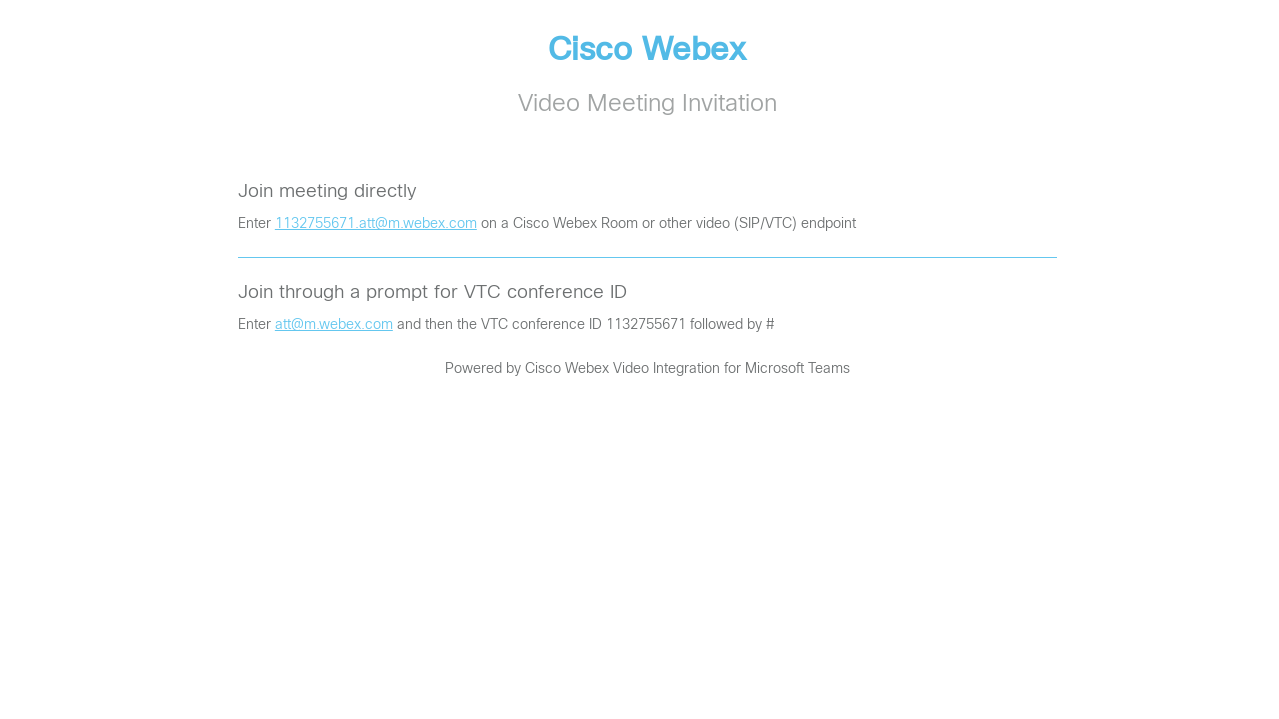 Cisco Webex
Video Meeting Invitation
Join meeting directly
Enter 1132755671.att@m.webex.com on a Cisco Webex Room or other video (SIP/VTC) endpoint
Join through a prompt for VTC conference ID
Enter att@m.webex.com and then the VTC conference ID 1132755671 followed by #
Powered by Cisco Webex Video Integration for Microsoft Teams